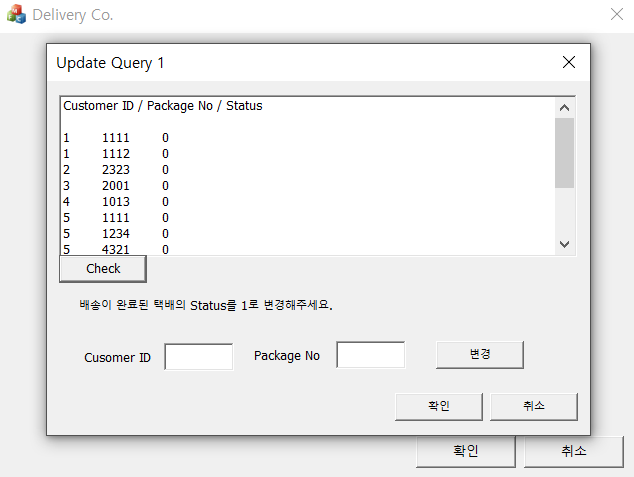 Delivery Co.
Update Query 1
Customer ID / Package No / Status
1 1111 0
1 1112 0
2 2323 0
3 2001 0
4 1013 0
5 1111 0
5 1234 0
5 4321 0
Check
배송이 완료된 택배의 Status를 1로 변경해주세요.
Cusomer ID Package No 변경
확인 취소
확인 취소